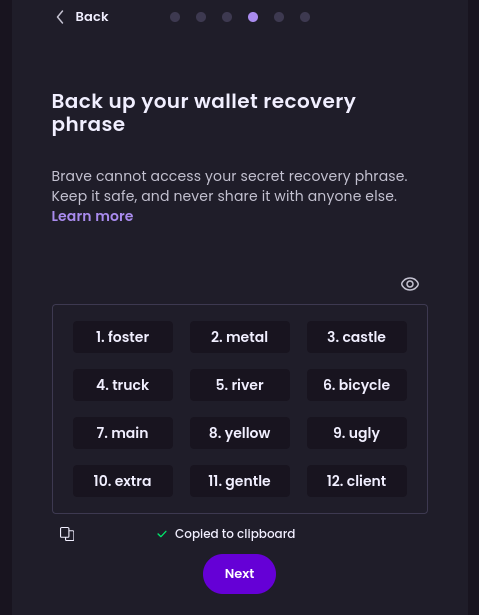 Back
Back up your wallet recovery
phrase
Brave cannot access your secret recovery phrase.
Keep it safe, and never share it with anyone else.
Learn more
1. foster 2. metal 3. castle
4. truck 5. river 6. bicycle
7. main 8. yellow 9. ugly
10. extra 11. gentle 12. client
Copied to clipboard
Next